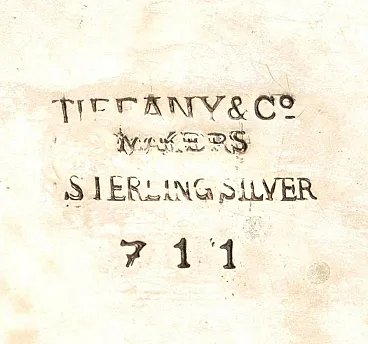 TIFFANY & Cº
MAKERS
STERLING SILVER
711